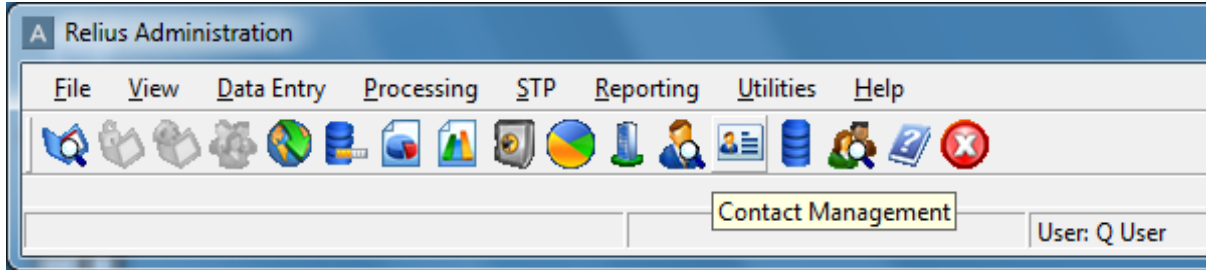 A Relius Administration
File View Data Entry Processing STP Reporting Utilities Help
Contact Management
User: Q User